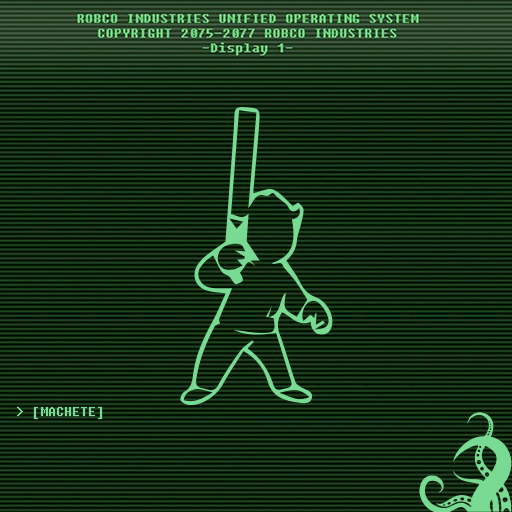 ROBCO INDUSTRIES UNIFIED OPERATING SYSTEM
COPYRIGHT 2075-2077 ROBCO INDUSTRIES
-Display 1-
> [MACHETE]